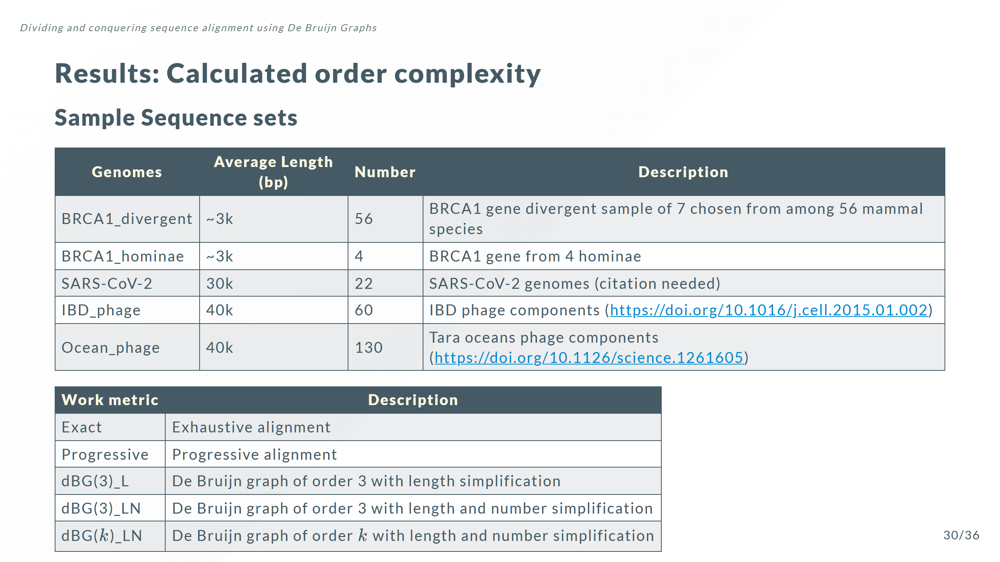 Dividing and conquering sequence alignment using De Bruijn Graphs
Results: Calculated order complexity
Sample Sequence sets
Genomes
Average Length
(bp)
Number
Description
BRCA1_divergent
~3k
56
BRCA1 gene divergent sample of 7 chosen from among 56 mammal
species
BRCA1_hominae
~3k
4
BRCA1 gene from 4 hominae
SARS-CoV-2
30k
22
SARS-CoV-2 genomes (citation needed)
IBD_phage
40k
60
IBD phage components (https://doi.org/10.1016/j.cell.2015.01.002)
Ocean_phage
40k
130
Tara oceans phage components
(https://doi.org/10.1126/science.1261605)
Work metric
Description
Exact
Exhaustive alignment
Progressive
Progressive alignment
dBG(3)_L
De Bruijn graph of order 3 with length simplification
dBG(3)_LN
De Bruijn graph of order 3 with length and number simplification
dBG(k)_LN
De Bruijn graph of order k with length and number simplification
30/36